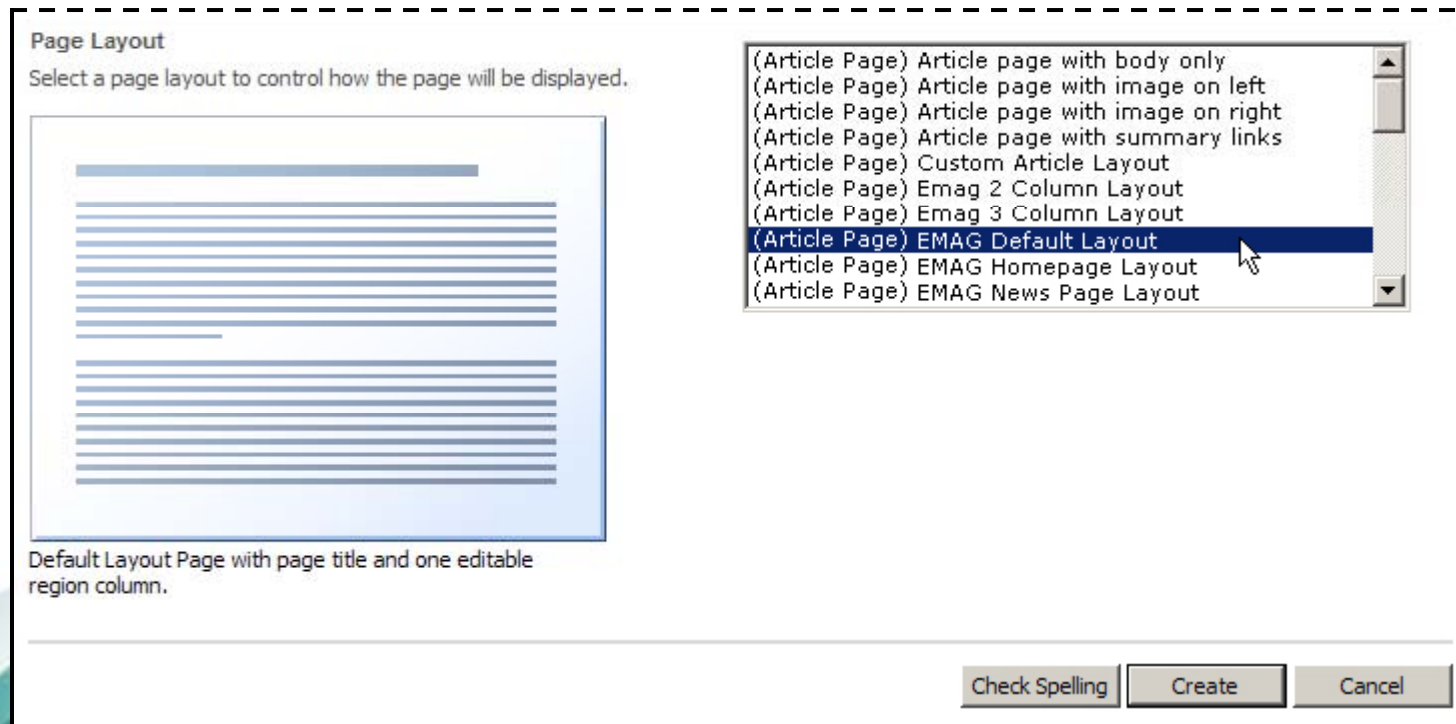 Page Layout
Select a page layout to control how the page will be displayed.
Default Layout Page with page title and one editable
region column.
(Article Page) Article page with body only
(Article Page) Article page with image on left
(Article Page) Article page with image on right
(Article Page) Article page with summary links
(Article Page) Custom Article Layout
(Article Page) Emag 2 Column Layout
(Article Page) Emag 3 Column Layout
(Article Page) EMAG Default Layout
(Article Page) EMAG Homepage Layout
(Article Page) EMAG News Page Layout
Check Spelling
Create
Cancel